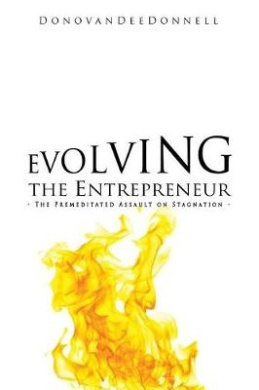 DonovanDeeDonnell
evolving
the Entrepreneur
- The Premeditated Assault on Stagnation -